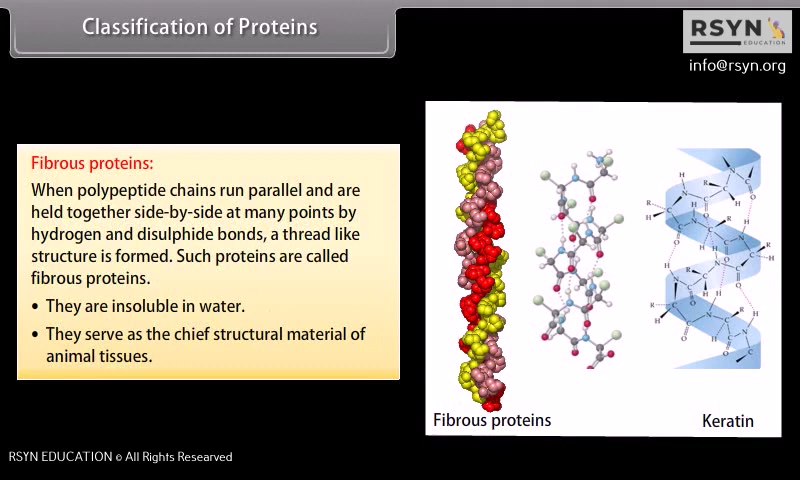 Classification of Proteins
RSYN
EDUCATION
info@rsyn.org
Fibrous proteins:
When polypeptide chains run parallel and are
held together side-by-side at many points by
hydrogen and disulphide bonds, a thread like
structure is formed. Such proteins are called
fibrous proteins.
• They are insoluble in water.
• They serve as the chief structural material of
animal tissues.
Fibrous proteins
Keratin
RSYN EDUCATION © All Rights Researved